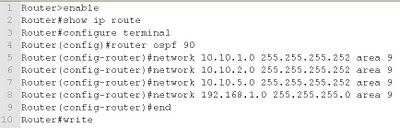 1 Router>enable
2 Router#show ip route
3 Router#configure terminal
4 Router(config)#router ospf 90
5 Router(config-router)#network 10.10.1.0 255.255.255.252 area 9
6 Router(config-router)#network 10.10.2.0 255.255.255.252 area 9
7 Router(config-router)#network 10.10.5.0 255.255.255.252 area 9
8 Router(config-router)#network 192.168.1.0 255.255.255.0 area 9
9 Router(config-router)#end
10 Router#write